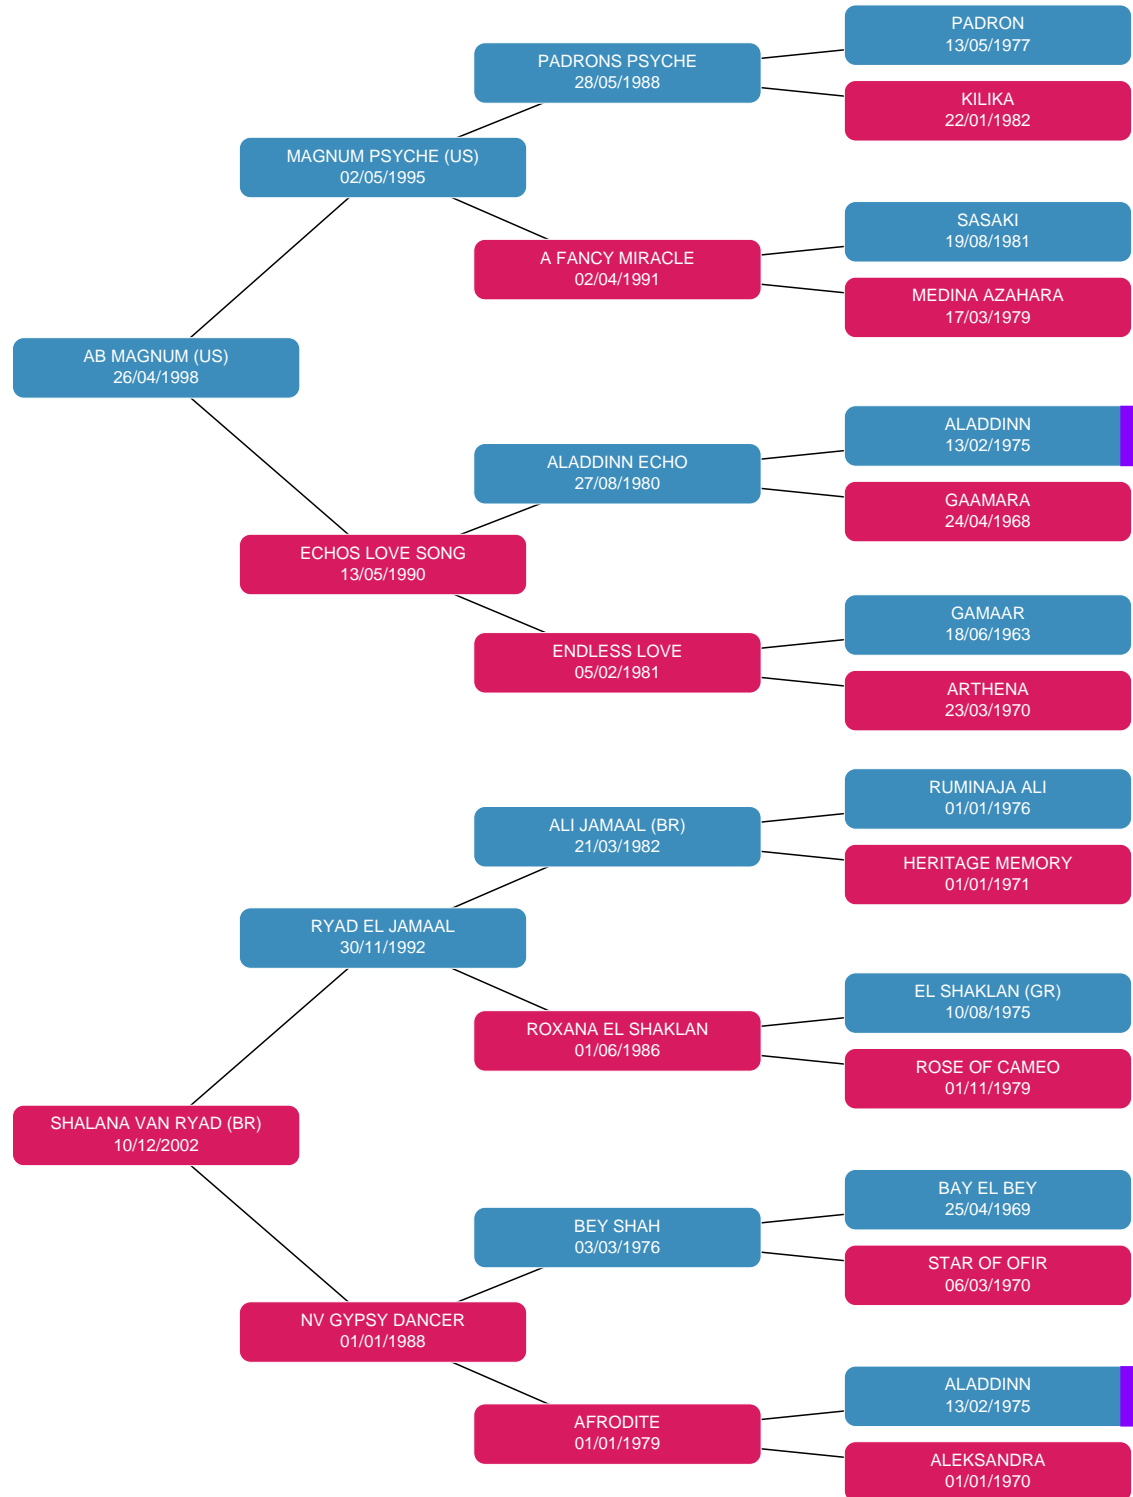 PADRON
13/05/1977
PADRONS PSYCHE
28/05/1988
KILIKA
22/01/1982
MAGNUM PSYCHE (US)
02/05/1995
SASAKI
19/08/1981
A FANCY MIRACLE
02/04/1991
MEDINA AZAHARA
17/03/1979
AB MAGNUM (US)
26/04/1998
ALADDINN
13/02/1975
ALADDINN ECHO
27/08/1980
GAAMARA
24/04/1968
ECHOS LOVE SONG
13/05/1990
GAMAAR
18/06/1963
ENDLESS LOVE
05/02/1981
ARTHENA
23/03/1970
RUMINAJA ALI
01/01/1976
ALI JAMAAL (BR)
21/03/1982
HERITAGE MEMORY
01/01/1971
RYAD EL JAMAAL
30/11/1992
EL SHAKLAN (GR)
10/08/1975
ROXANA EL SHAKLAN
01/06/1986
ROSE OF CAMEO
01/11/1979
SHALANA VAN RYAD (BR)
10/12/2002
BAY EL BEY
25/04/1969
BEY SHAH
03/03/1976
STAR OF OFIR
06/03/1970
NV GYPSY DANCER
01/01/1988
ALADDINN
13/02/1975
AFRODITE
01/01/1979
ALEKSANDRA
01/01/1970